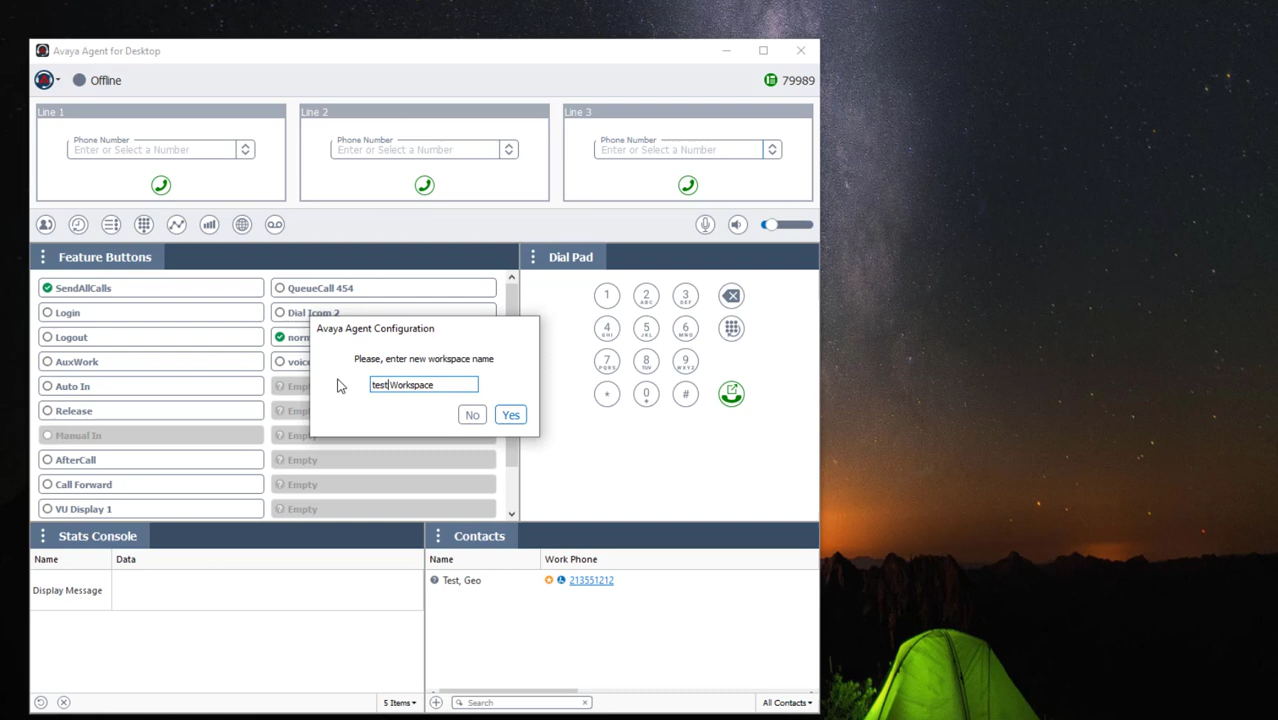 Avaya Agent for Desktop
Offline
79989
Line 1
Line 2
Line 3
Phone Number
Phone Number
Phone Number
Enter or Select a Number
Enter or Select a Number
Enter or Select a Number
Feature Buttons
Dial Pad
SendAllCalls
QueueCall 454
Login
Dial Icom 2
Logout
AuxWork
Auto In
Release
Manual In
AfterCall
Empty
Call Forward
Empty
VU Display 1
Empty
Avaya Agent Configuration
Please, enter new workspace name
testWorkspace
No
Yes
1
2 ABC
3 DEF
4 GHI
5 JKL
6 MNO
7 PQRS
8 TUV
9 WXYZ
*
0 +
#
Stats Console
Contacts
Name Data
Display Message
Name Work Phone
Test, Geo 213551212
5 Items
Search
All Contacts